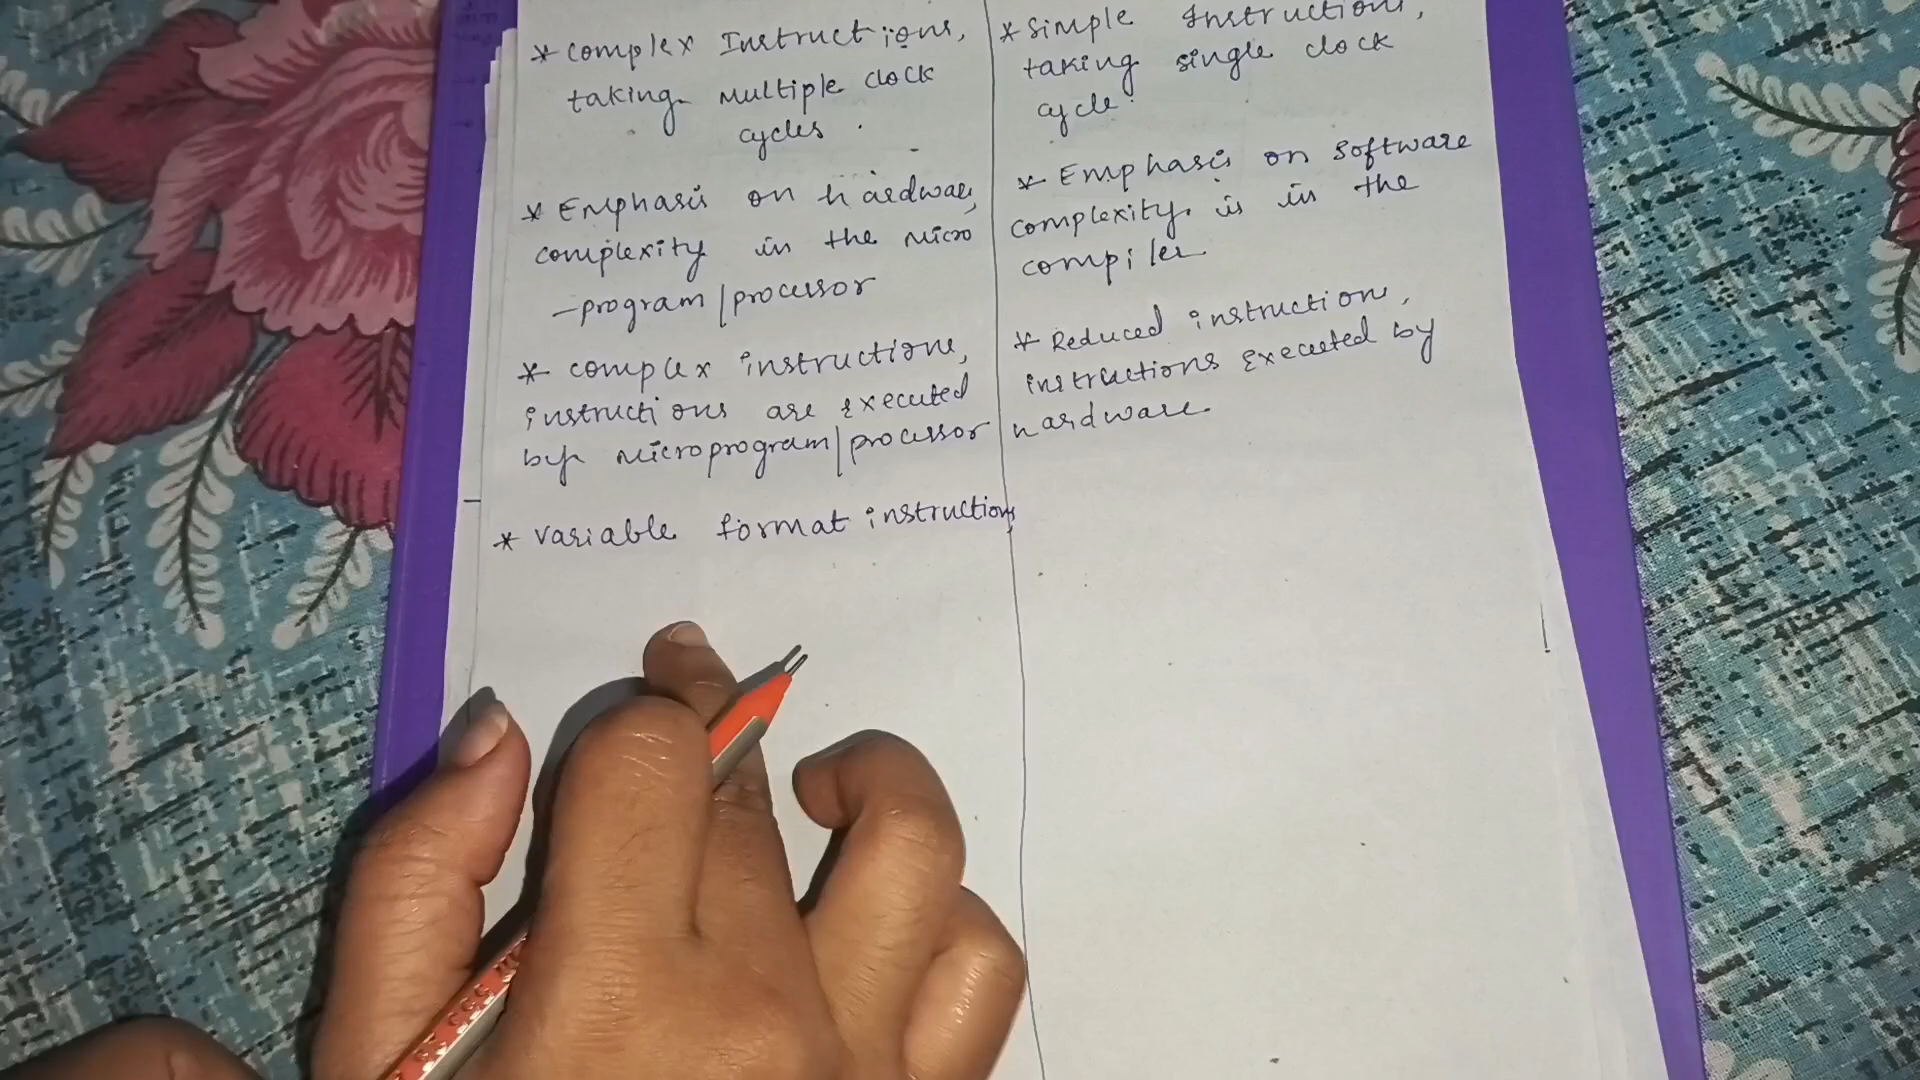 * complex Instructions,
taking multiple clock
cycles.
* Emphasis on hardware,
complexity in the micro
-program/processor
* complex instructions,
instructions are executed
by microprogram/processor
* variable format instructions,
* Simple Instructions,
taking single clock
cycle.
* Emphasis on software
complexity is in the
compiler
* Reduced instructions,
instructions executed by
hardware.